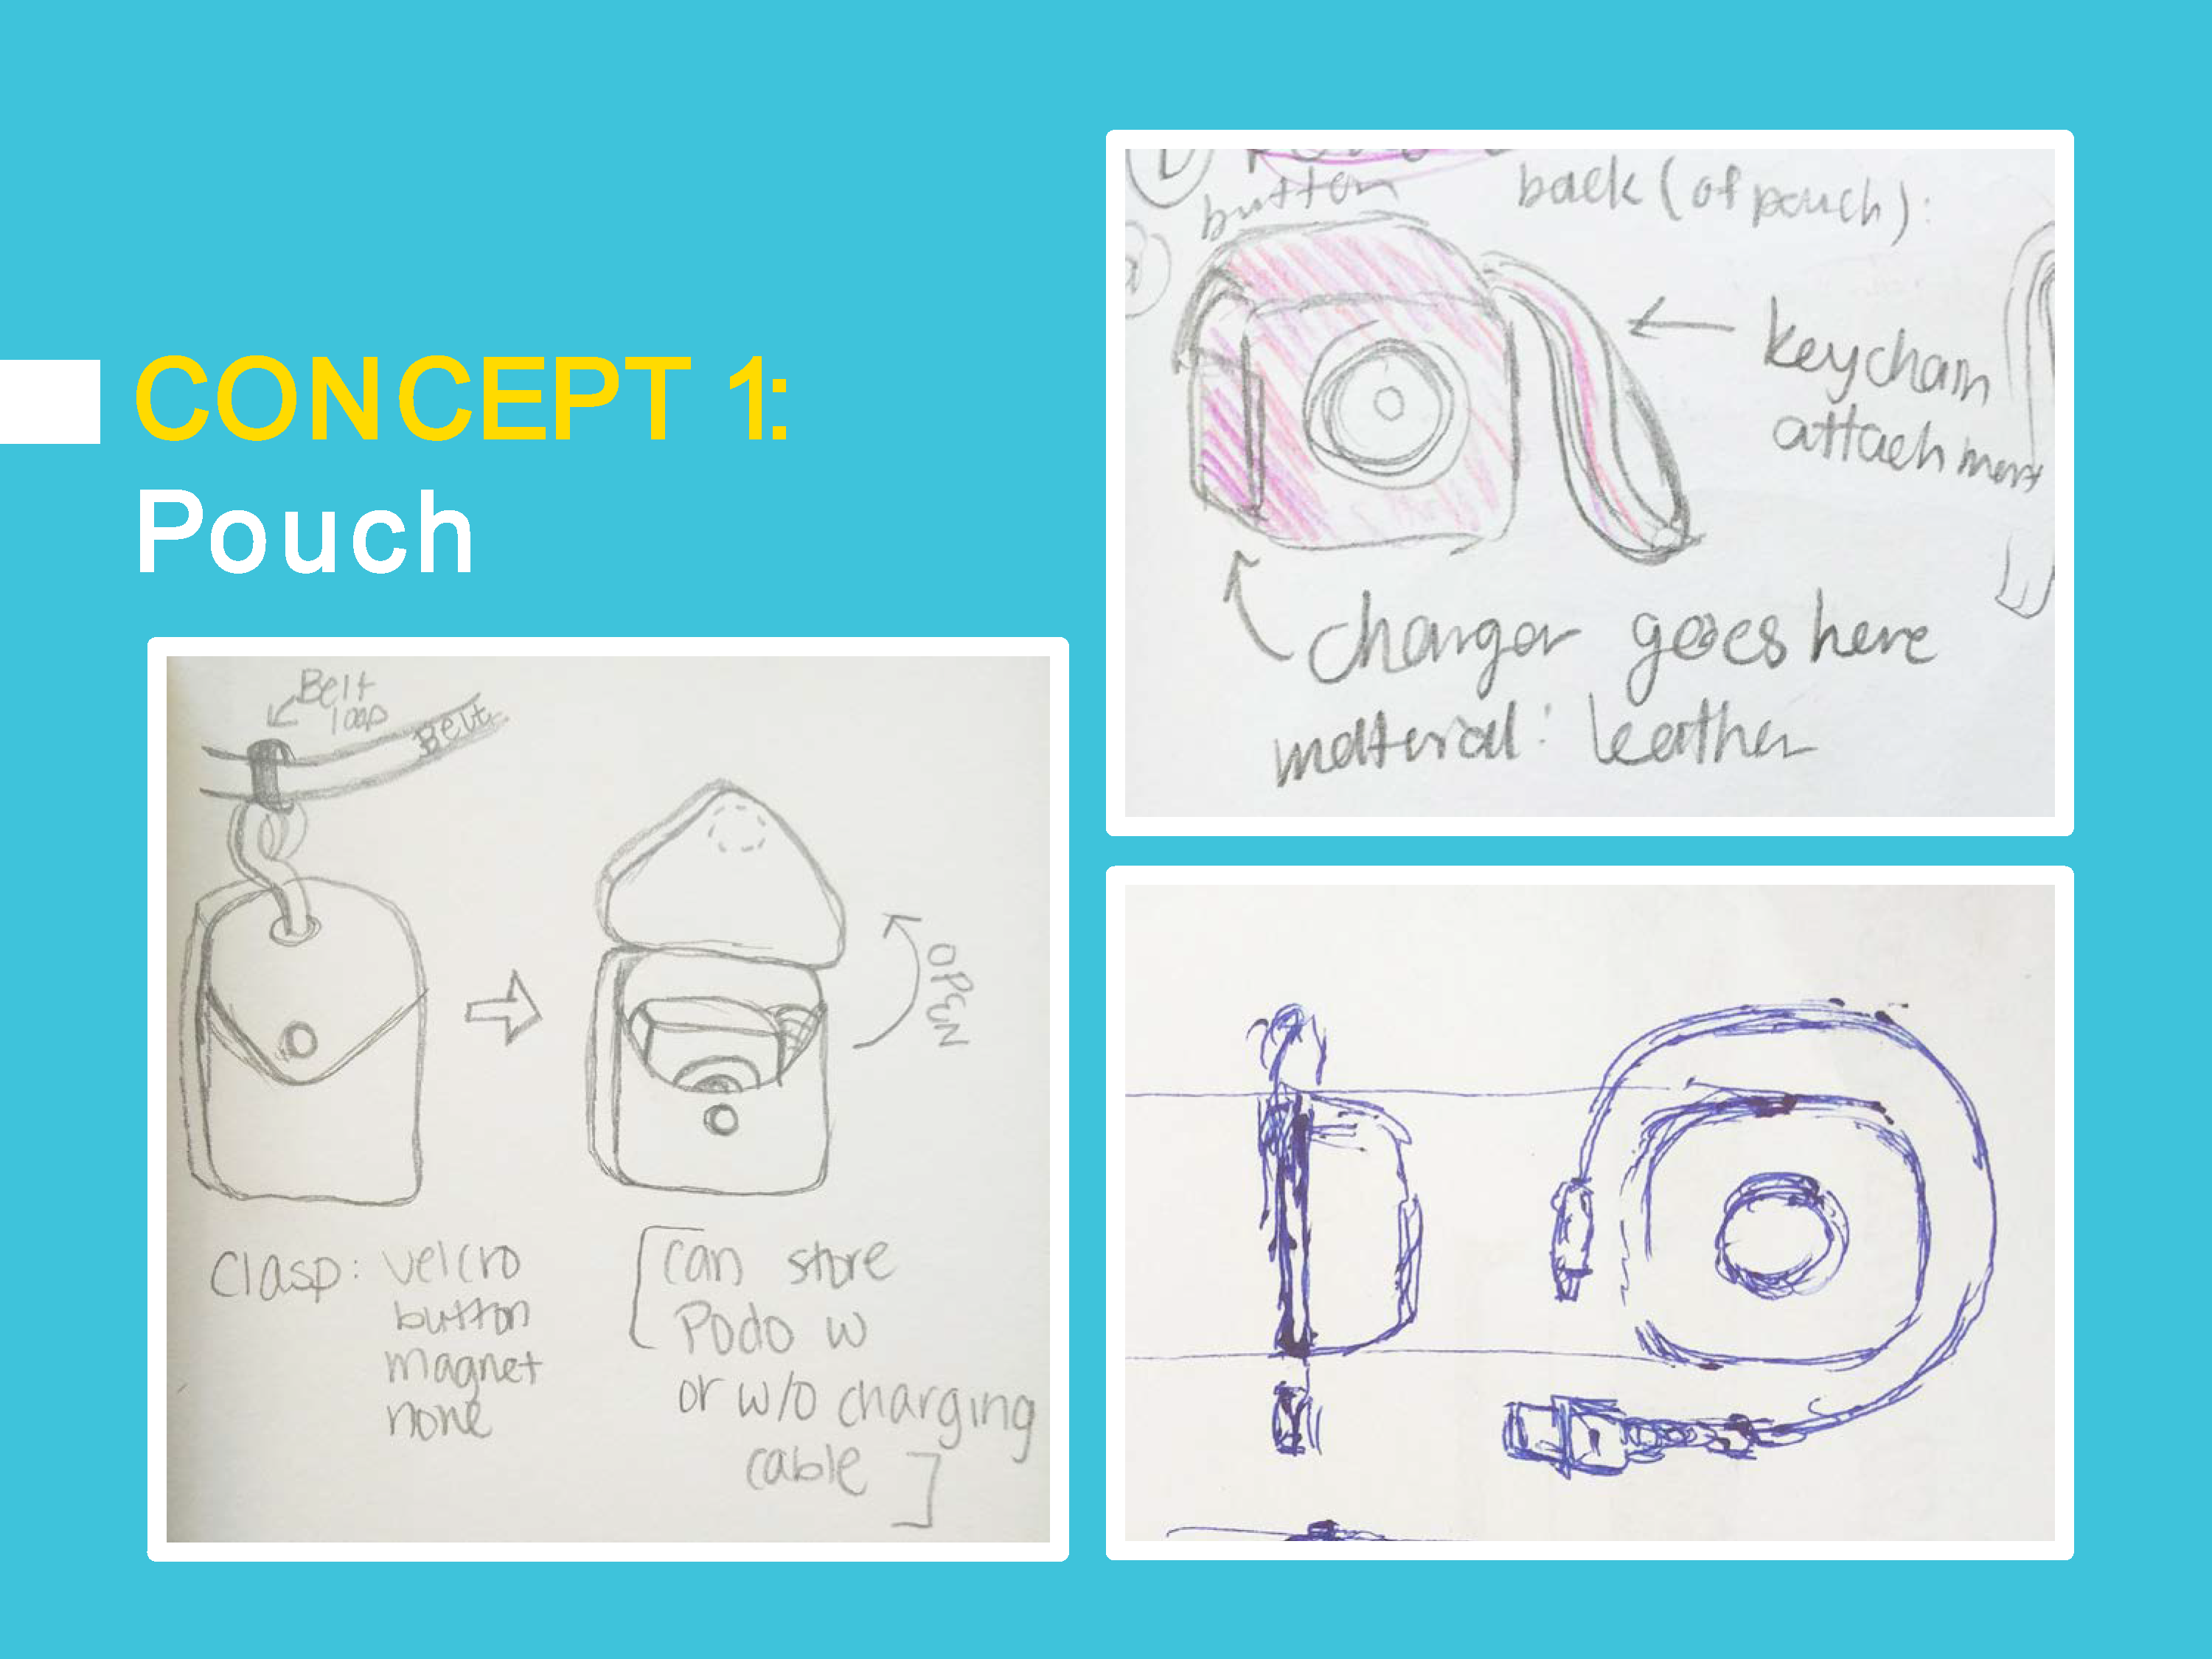 CONCEPT 1:
Pouch
Belt
loop
Belt
OPEN
Clasp: velcro
button
magnet
none
[can store
Podo w
or w/o charging
cable]
button
back (of pouch):
keychain
attachment
charger goes here
material: leather